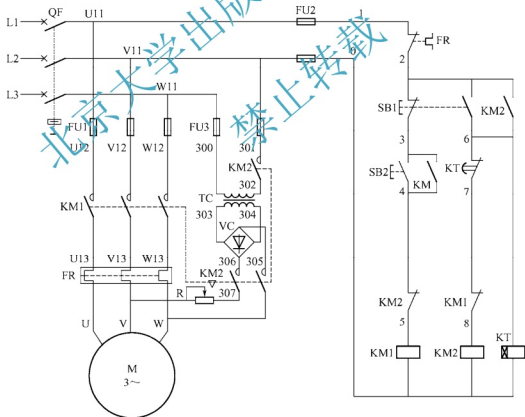 L1
QF
U11
FU2
1
L2
V11
0
2
FR
L3
W11
SB1
KM2
FU1
FU3
3
6
U12
V12
W12
300
301
KM2
SB2
KM
KT
302
4
7
TC
303
304
KM1
VC
U13
V13
W13
306
305
FR
KM2
R
307
KM2
KM1
U
V
W
5
8
KT
KM1
KM2
M
3～
北京大学出版
禁止转载